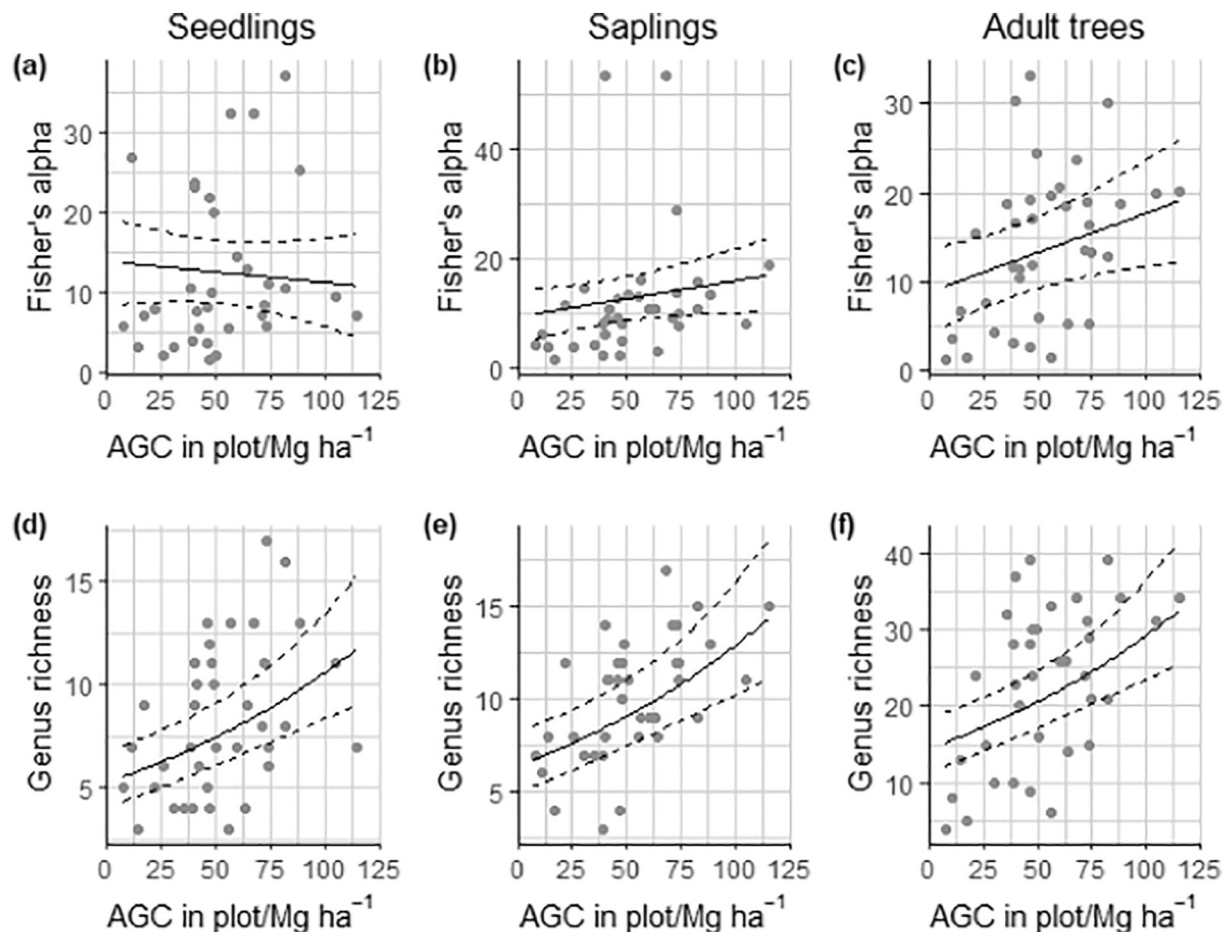 Seedlings Saplings Adult trees
(a) (b) (c)
Fisher's alpha Fisher's alpha Fisher's alpha
30 40 30
20 20 20
10 0 10
0 0
0 25 50 75 100 125 0 25 50 75 100 125 0 25 50 75 100 125
AGC in plot/Mg ha⁻¹ AGC in plot/Mg ha⁻¹ AGC in plot/Mg ha⁻¹
(d) (e) (f)
Genus richness Genus richness Genus richness
15 15 40
10 10 30
5 5 20
10
0 25 50 75 100 125 0 25 50 75 100 125 0 25 50 75 100 125
AGC in plot/Mg ha⁻¹ AGC in plot/Mg ha⁻¹ AGC in plot/Mg ha⁻¹